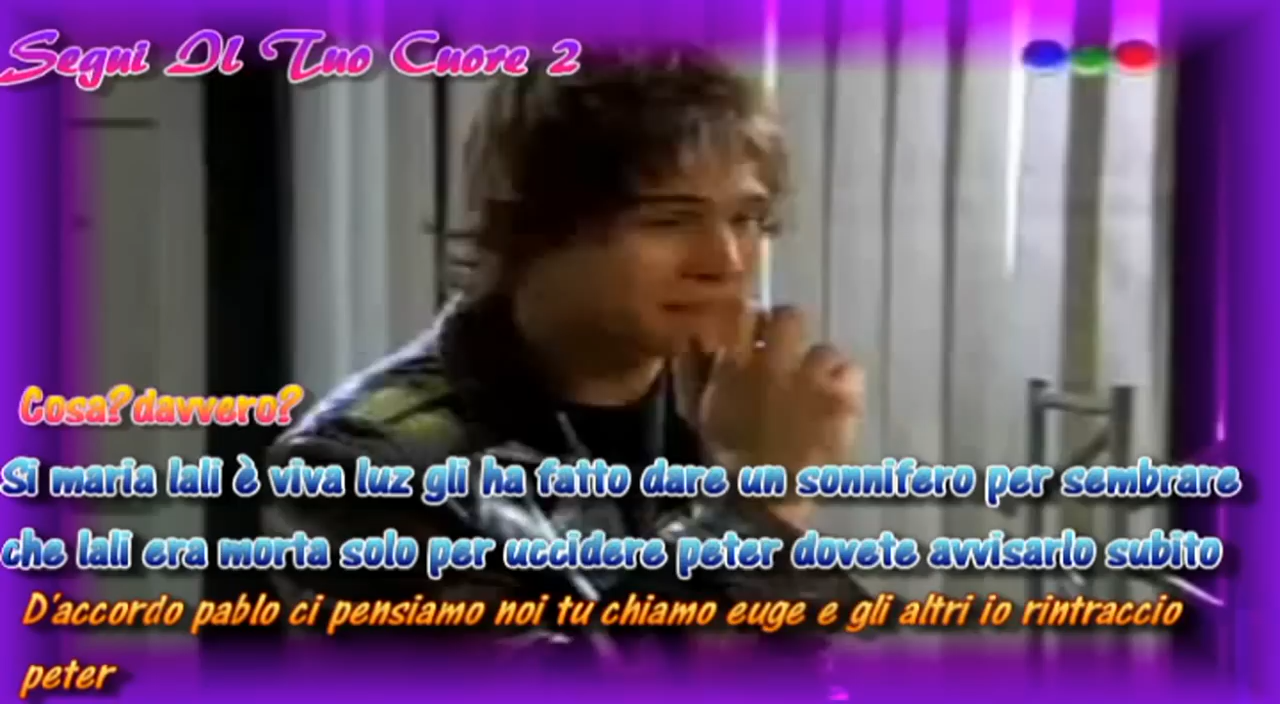 Segui Il Tuo Cuore 2
Cosa? davvero?
Si maria lali è viva luz gli ha fatto dare un sonnifero per sembrare
che lali era morta solo per uccidere peter dovete avvisarlo subito
D'accordo pablo ci pensiamo noi tu chiamo euge e gli altri io rintraccio
peter